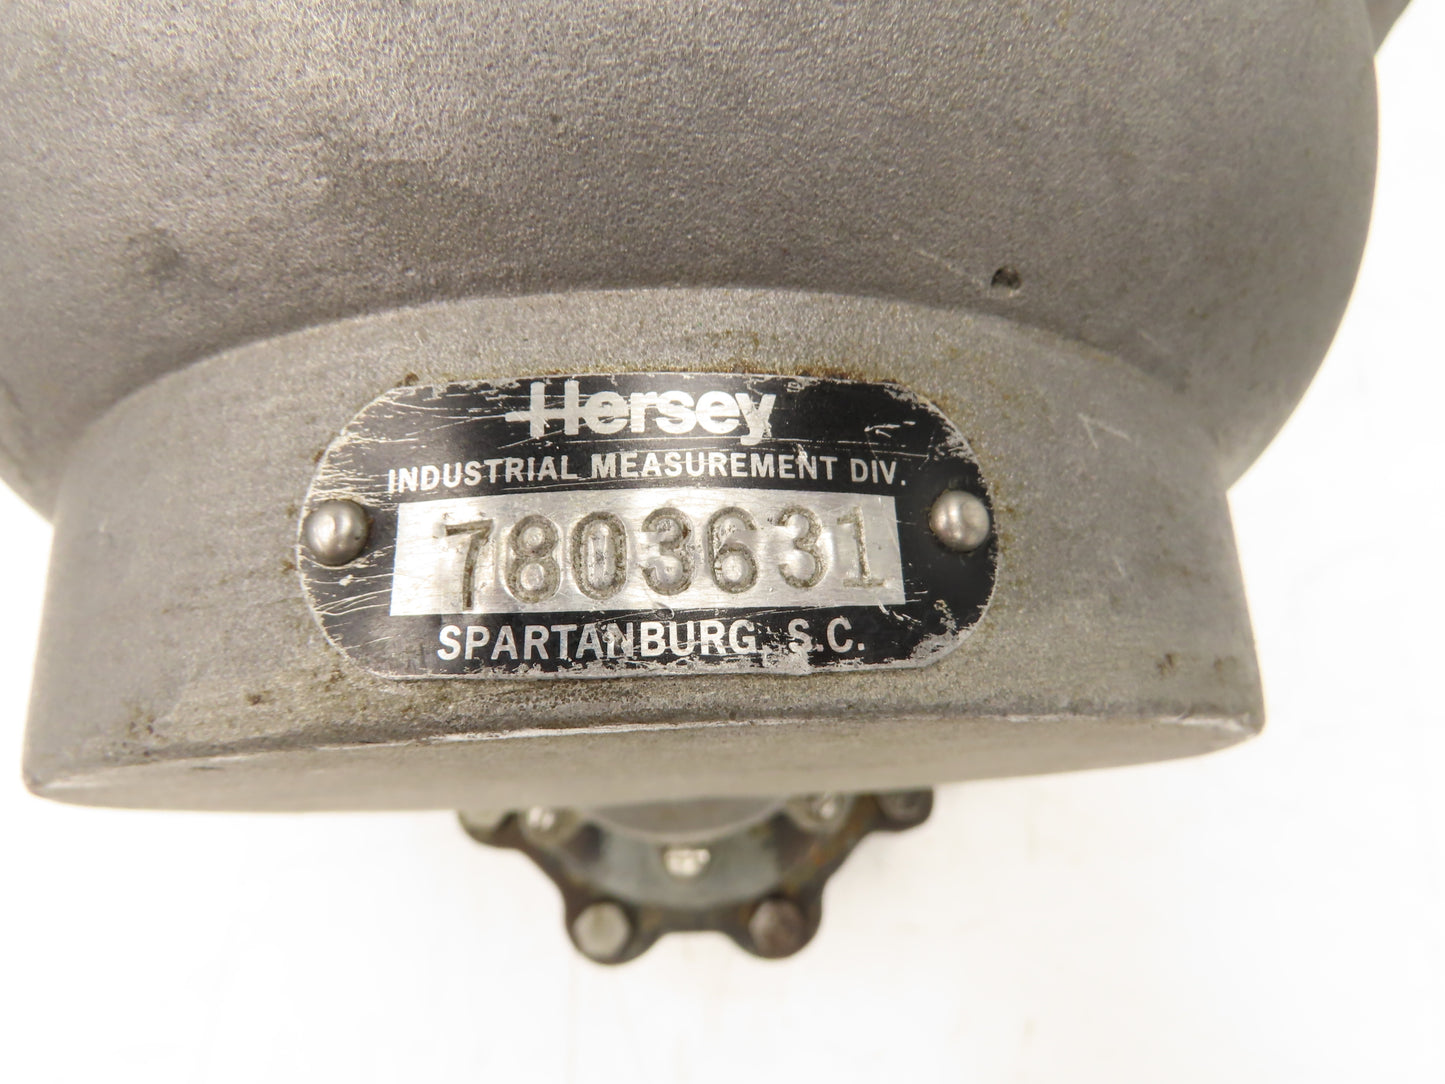 Hersey
INDUSTRIAL MEASUREMENT DIV.
7803631
SPARTANBURG, S.C.